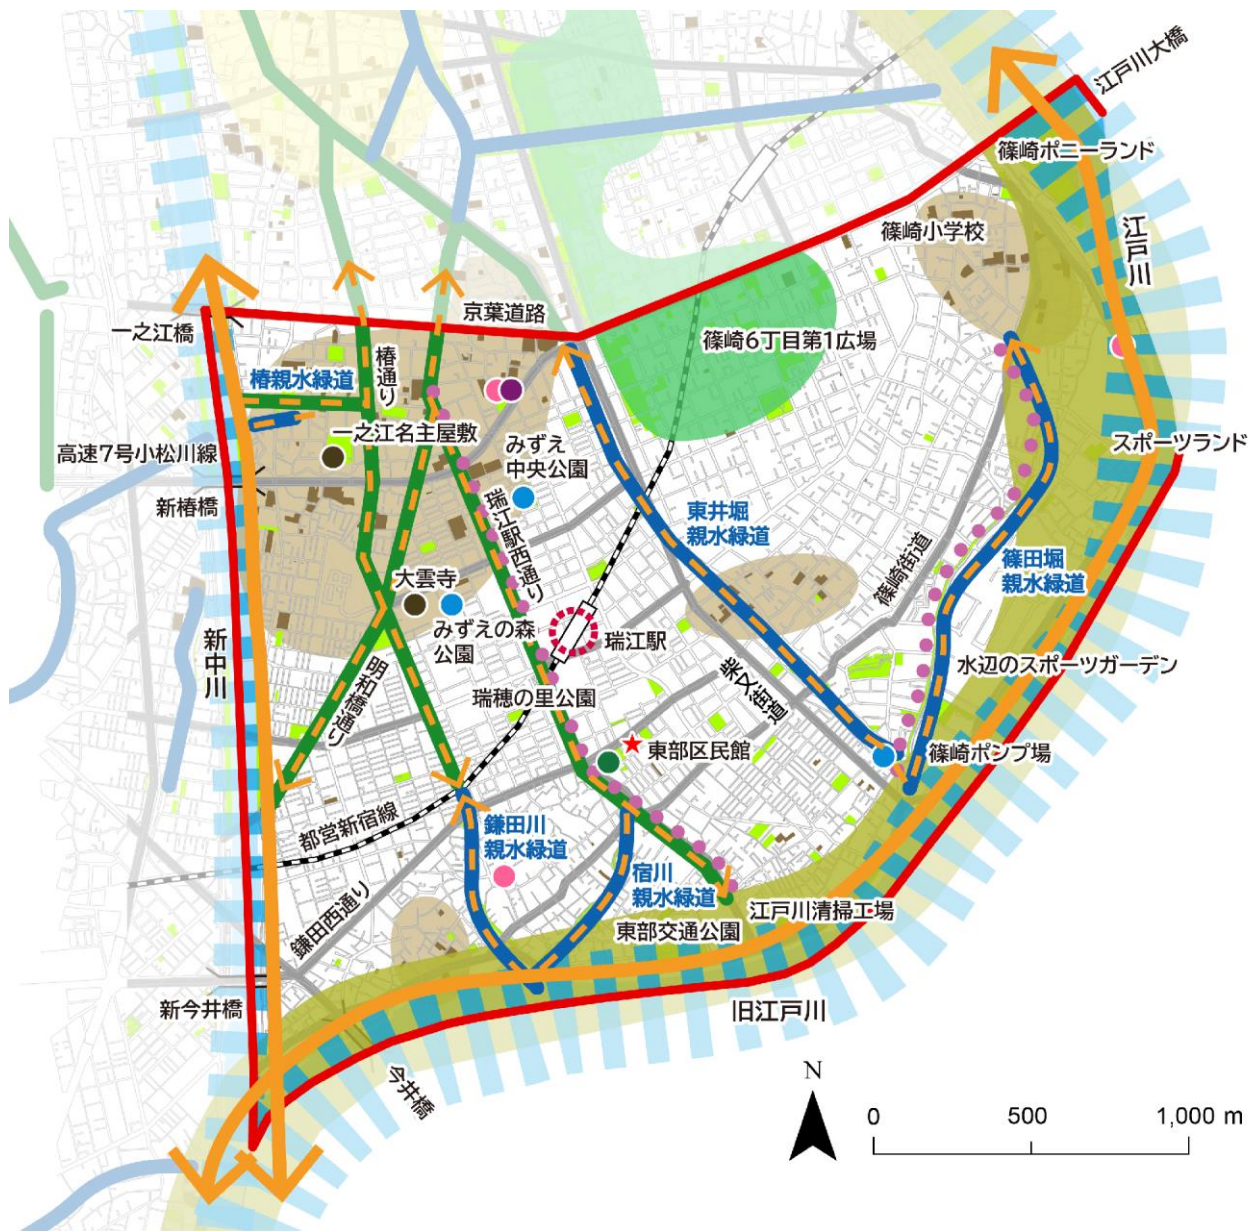 江戸川大橋
篠崎ポニーランド
江戸川
篠崎小学校
京葉道路
一之江橋
篠崎6丁目第1広場
椿通り
椿親水緑道
一之江名主屋敷
高速7号小松川線
みずえ
中央公園
スポーツランド
新椿橋
瑞江駅西通り
東井堀
親水緑道
篠崎街道
篠田堀
親水緑道
大雲寺
みずえの森
公園
瑞江駅
新中川
明和橋通り
水辺のスポーツガーデン
瑞穂の里公園
柴又街道
東部区民館
篠崎ポンプ場
都営新宿線
鎌田川
親水緑道
宿川
親水緑道
鎌田西通り
江戸川清掃工場
東部交通公園
新今井橋
旧江戸川
今井橋
N
0 500 1,000 m